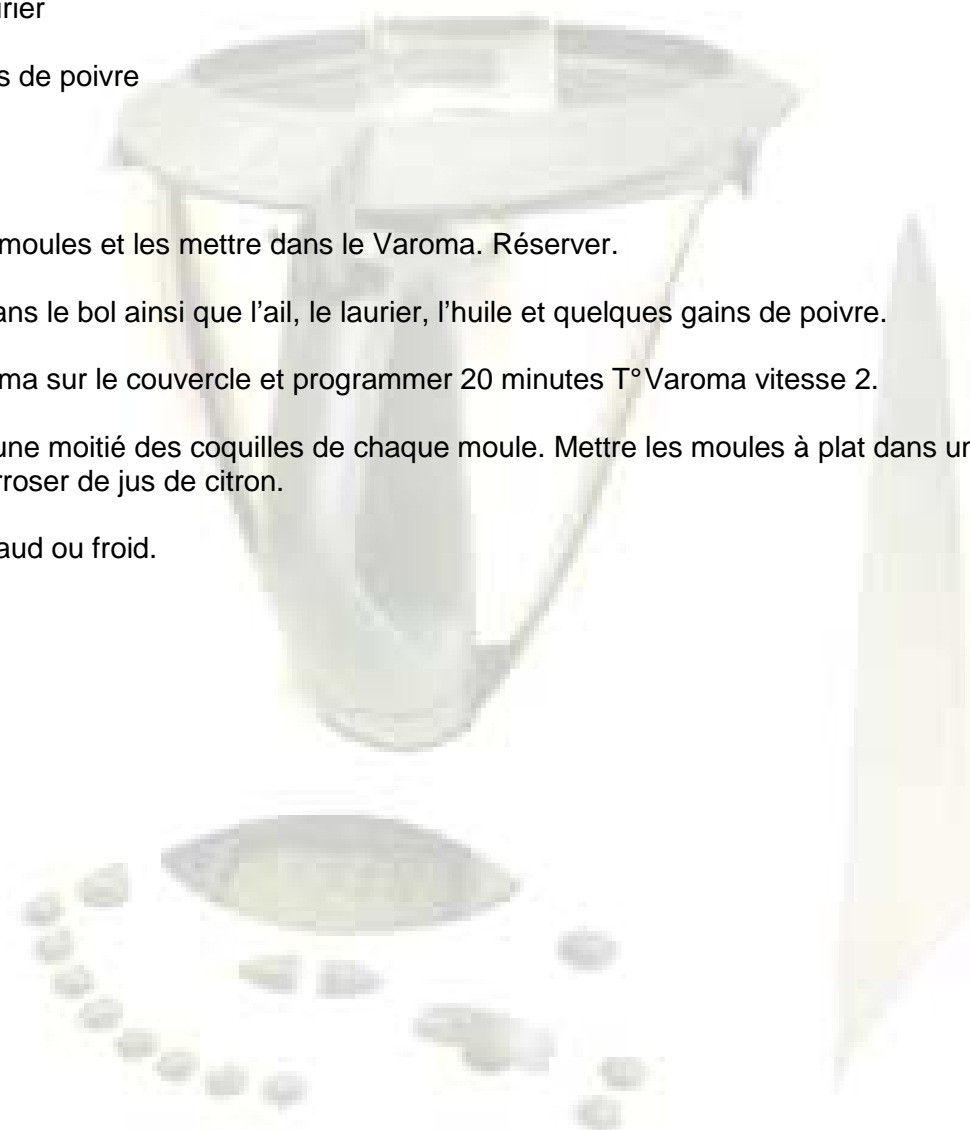 urier
s de poivre
moules et les mettre dans le Varoma. Réserver.
ans le bol ainsi que l’ail, le laurier, l’huile et quelques gains de poivre.
ma sur le couvercle et programmer 20 minutes T°Varoma vitesse 2.
une moitié des coquilles de chaque moule. Mettre les moules à plat dans un
rroser de jus de citron.
aud ou froid.